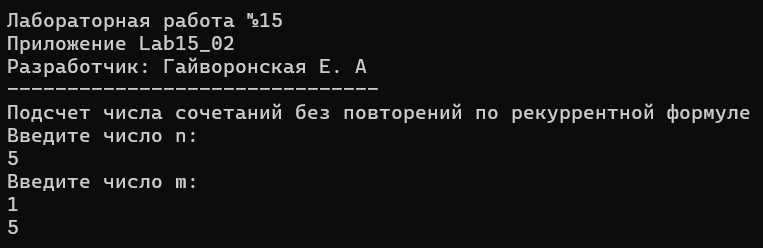 Лабораторная работа №15
Приложение Lab15_02
Разработчик: Гайворонская Е. А
-------------------------------
Подсчет числа сочетаний без повторений по рекуррентной формуле
Введите число n:
5
Введите число m:
1
5